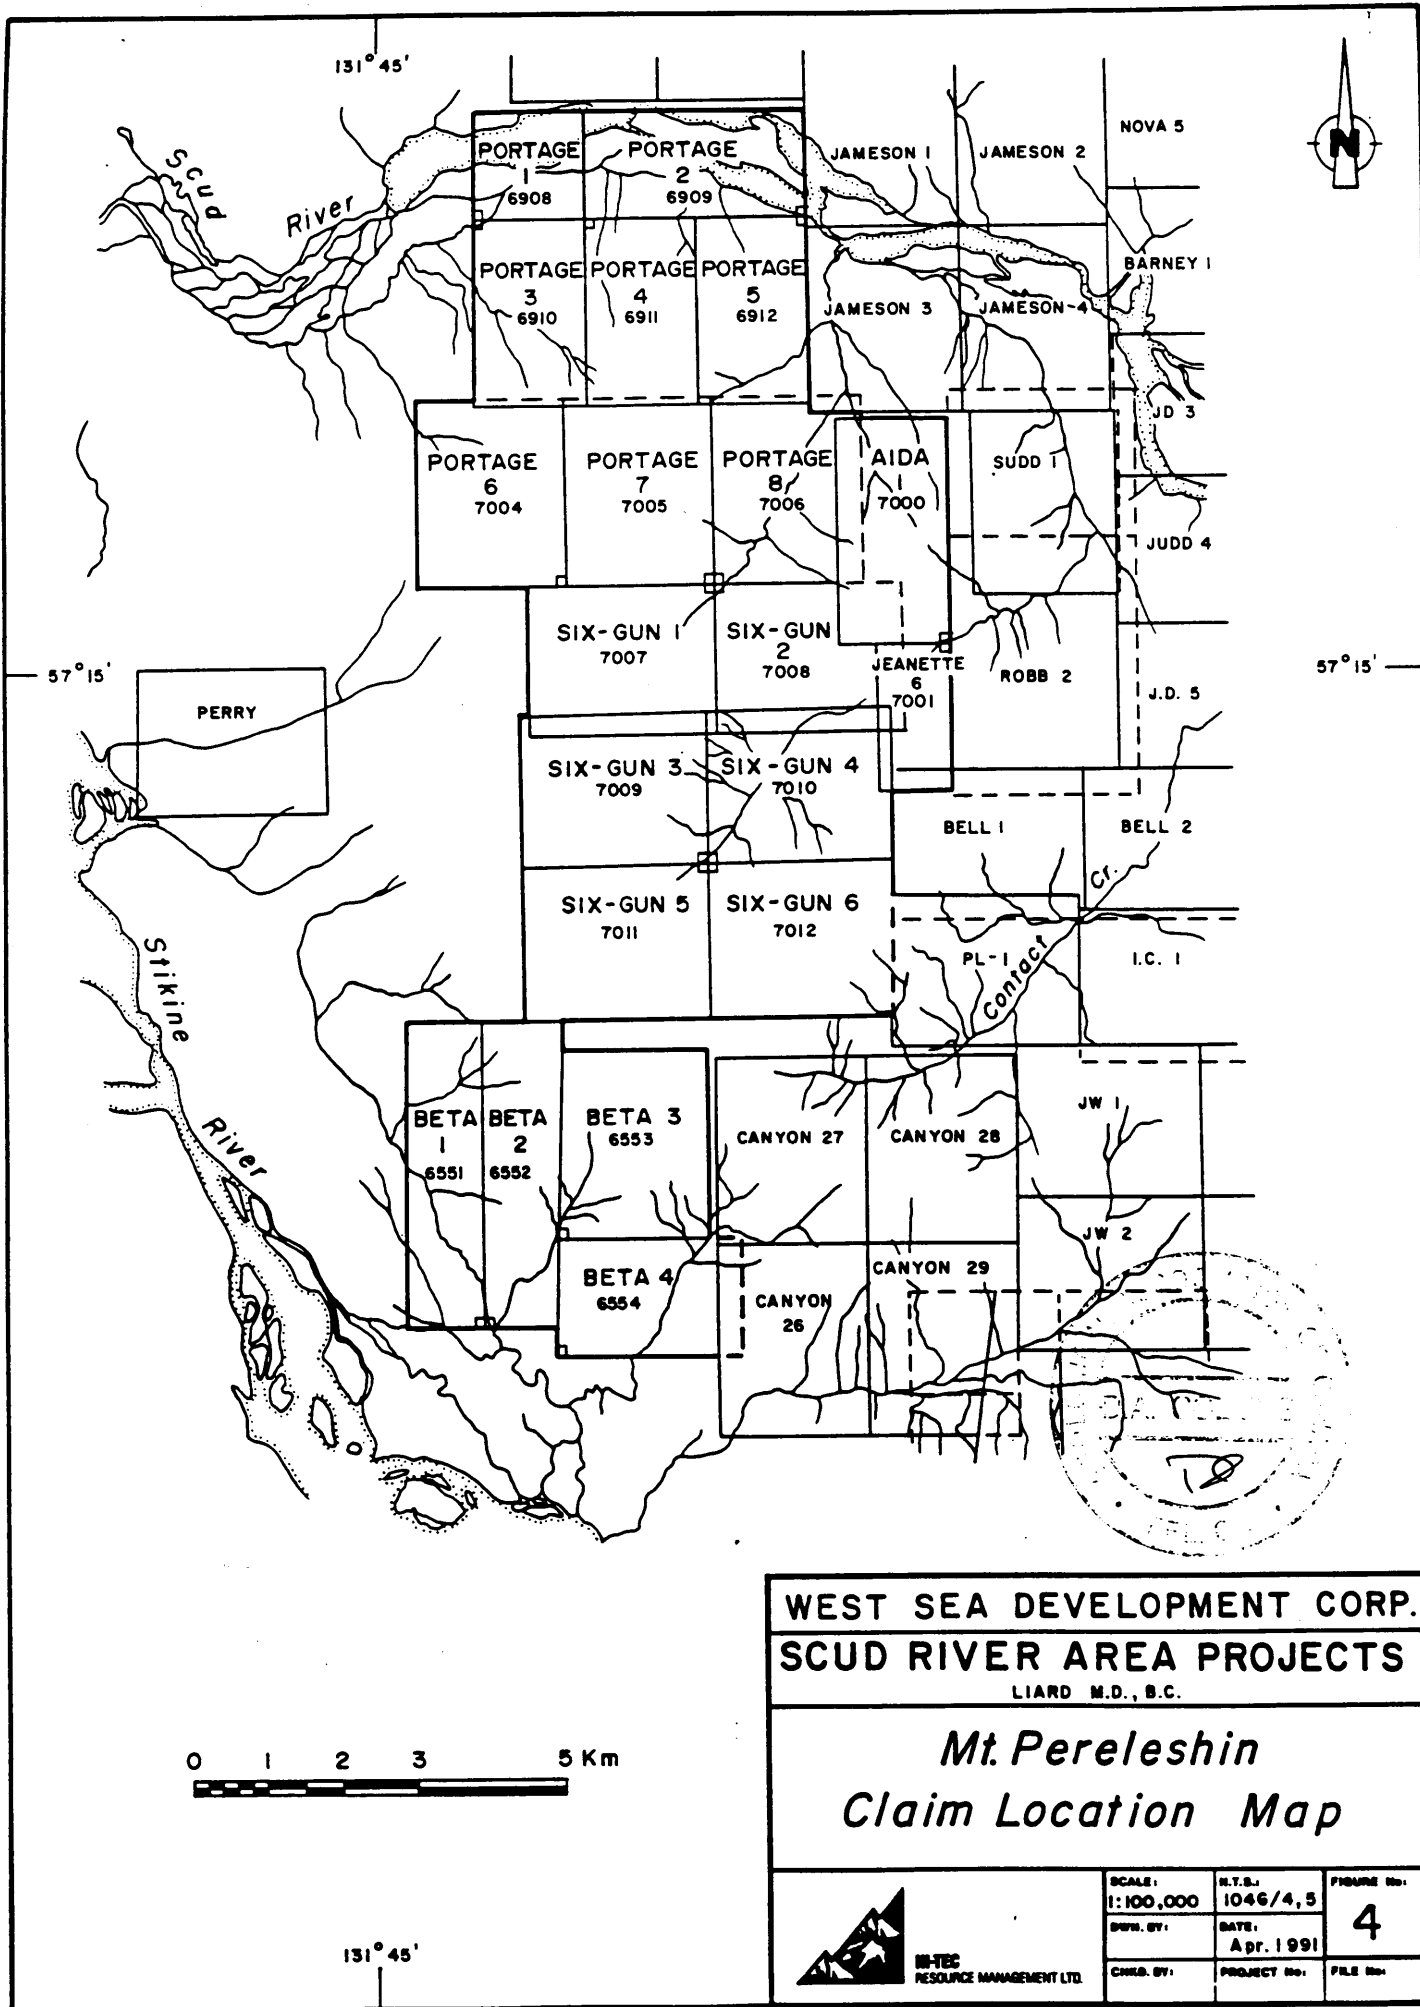 131°45'
NOVA 5
Scud
River
PORTAGE
1
6908
PORTAGE
2
6909
JAMESON 1
JAMESON 2
N
PORTAGE
3
6910
PORTAGE
4
6911
PORTAGE
5
6912
JAMESON 3
JAMESON-4
BARNEY 1
JD 3
PORTAGE
6
7004
PORTAGE
7
7005
PORTAGE
8
7006
AIDA
1
7000
SUDD 1
JUDD 4
SIX-GUN 1
7007
SIX-GUN
2
7008
JEANETTE
6
7001
ROBB 2
J.D. 5
57°15'
57°15'
PERRY
SIX-GUN 3
7009
SIX-GUN 4
7010
BELL 1
BELL 2
SIX-GUN 5
7011
SIX-GUN 6
7012
PL-1
I.C. 1
Contact
Cr.
Stikine
River
BETA
1
6551
BETA
2
6552
BETA 3
6553
CANYON 27
CANYON 28
JW 1
JW 2
BETA 4
6554
CANYON
26
CANYON 29
WEST SEA DEVELOPMENT CORP.
SCUD RIVER AREA PROJECTS
LIARD M.D., B.C.
Mt. Pereleshin
Claim Location Map
0 1 2 3 5 Km
HI-TEC
RESOURCE MANAGEMENT LTD.
SCALE:
1:100,000
N.T.S.:
104G/4,5
FIGURE No:
4
DWN. BY:
DATE:
Apr. 1991
CHKD. BY:
PROJECT No:
FILE No:
131°45'